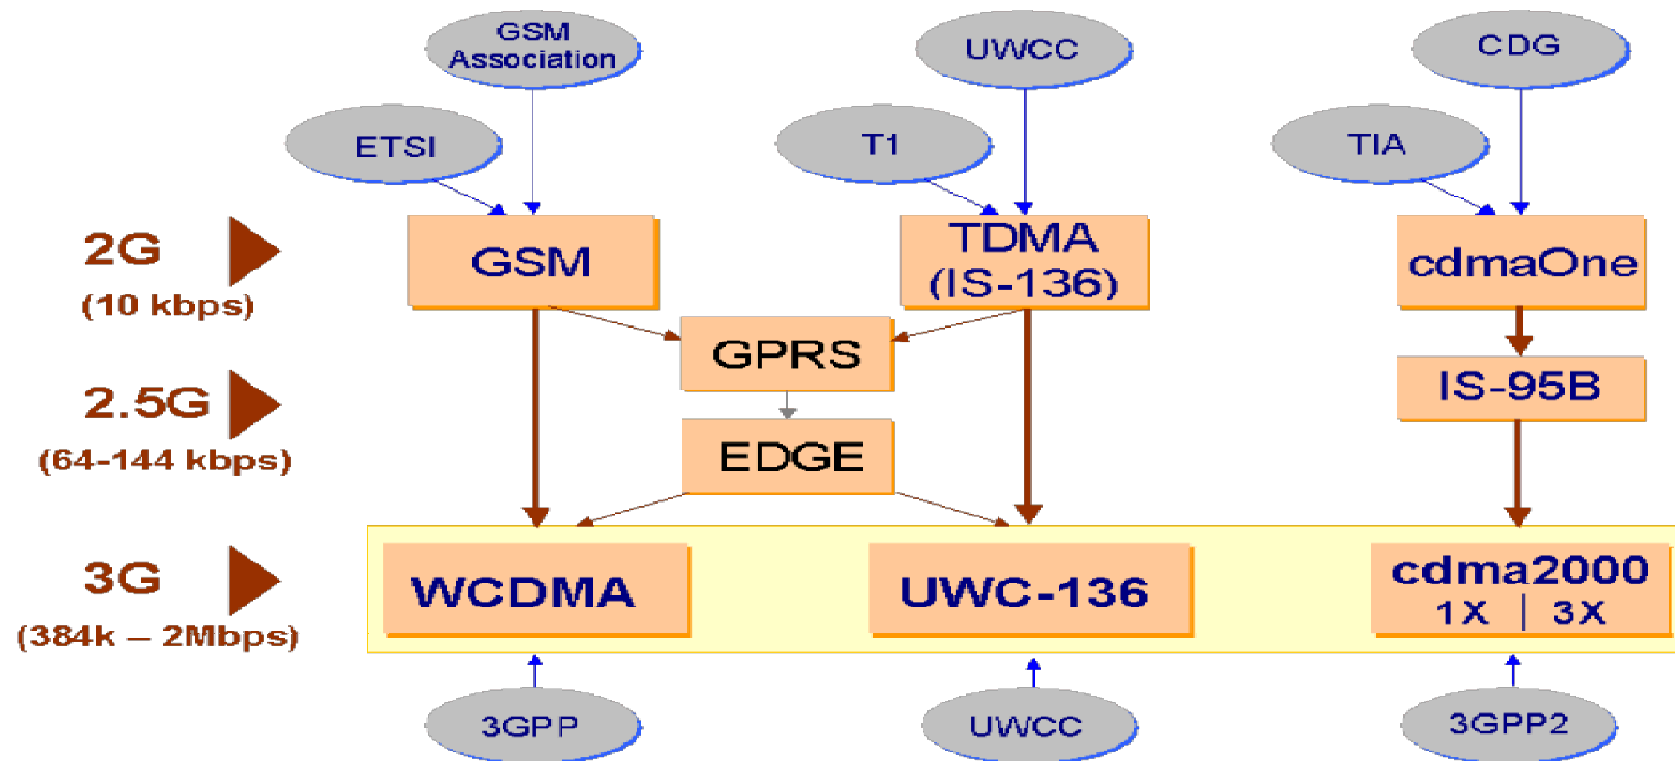 GSM
Association
UWCC
CDG
ETSI
T1
TIA
2G
(10 kbps)
GSM
TDMA
(IS-136)
cdmaOne
GPRS
2.5G
(64-144 kbps)
IS-95B
EDGE
3G
(384k – 2Mbps)
WCDMA
UWC-136
cdma2000
1X | 3X
3GPP
UWCC
3GPP2